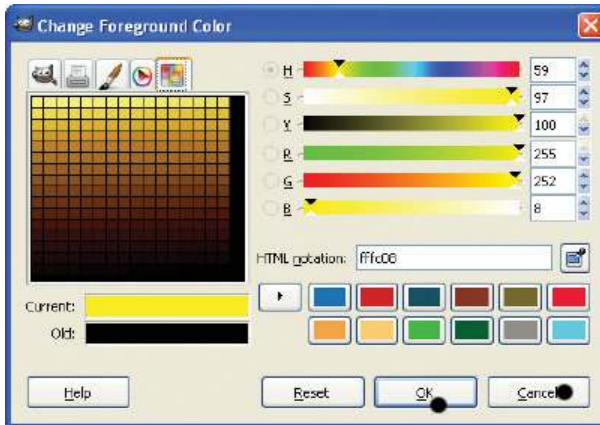 Change Foreground Color
H 59
S 97
Y 100
R 255
G 252
B 8
HTML notation: fffc08
Current:
Old:
Help Reset OK Cancel